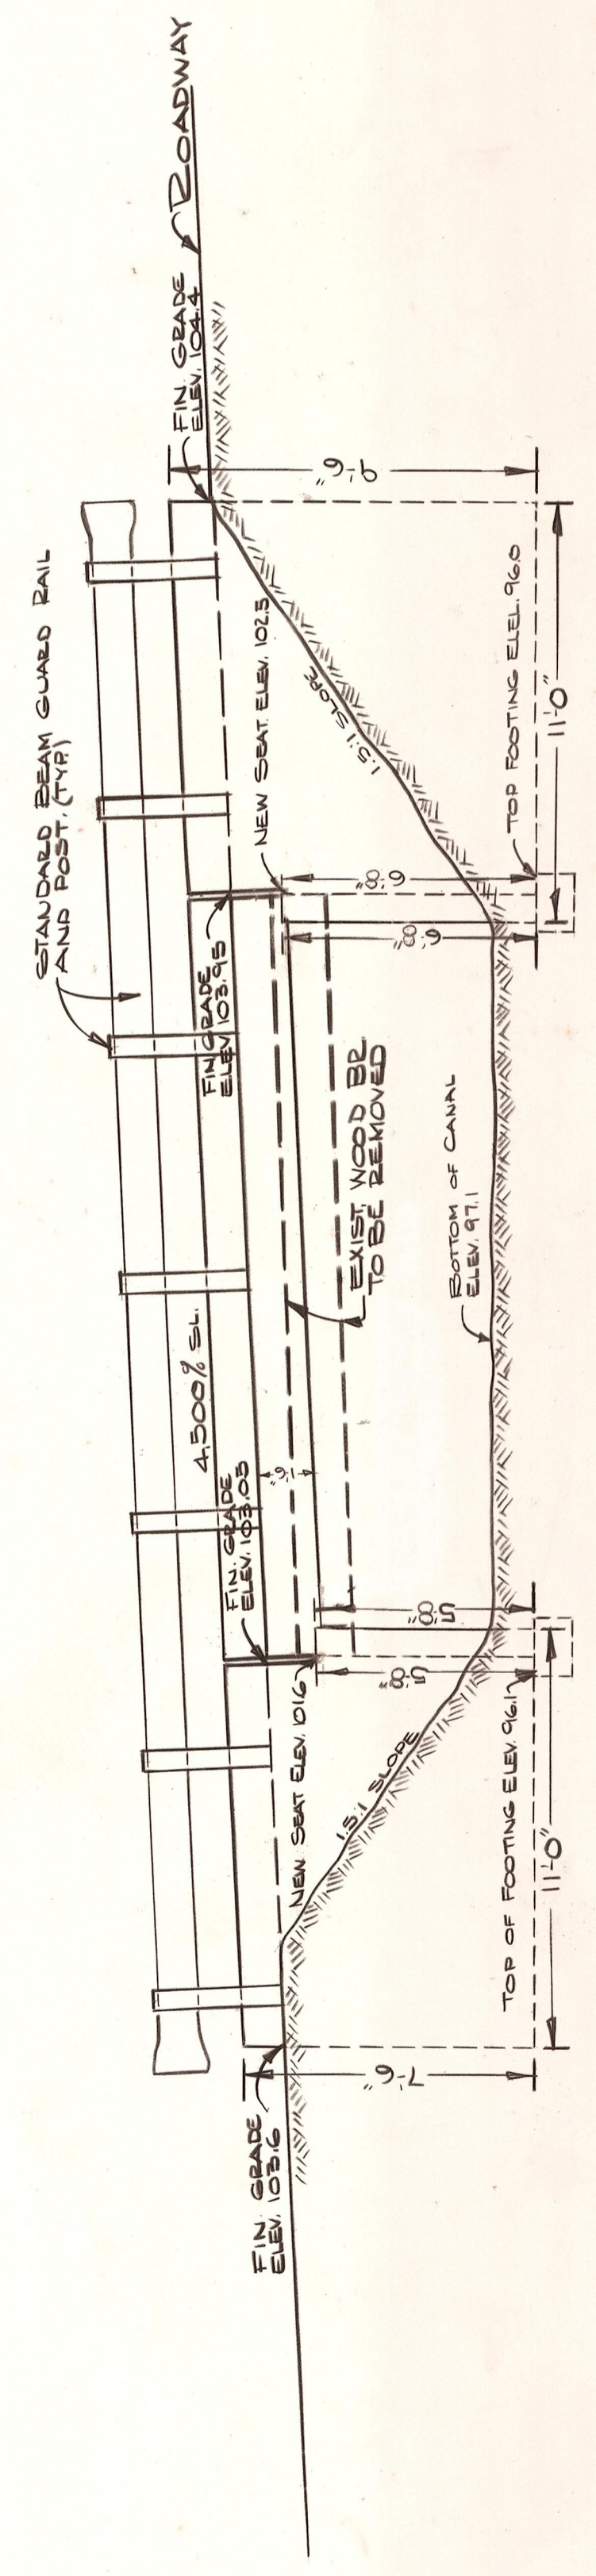 STANDARD BEAM GUARD RAIL
AND POST. (TYP.)
ROADWAY
FIN. GRADE
ELEV. 104.4
9'-6"
NEW SEAT ELEV. 102.5
1.5:1 SLOPE
TOP FOOTING ELEL. 96.0
11'-0"
6'-8"
6'-8"
FIN. GRADE
ELEV. 103.95
EXIST. WOOD BR.
TO BE REMOVED
BOTTOM OF CANAL
ELEV. 97.1
4.500% SL.
1'-6"
FIN. GRADE
ELEV. 103.05
5'-8"
5'-8"
NEW SEAT ELEV. 101.6
1.5:1 SLOPE
TOP OF FOOTING ELEV. 96.1
11'-0"
7'-6"
FIN. GRADE
ELEV. 103.6